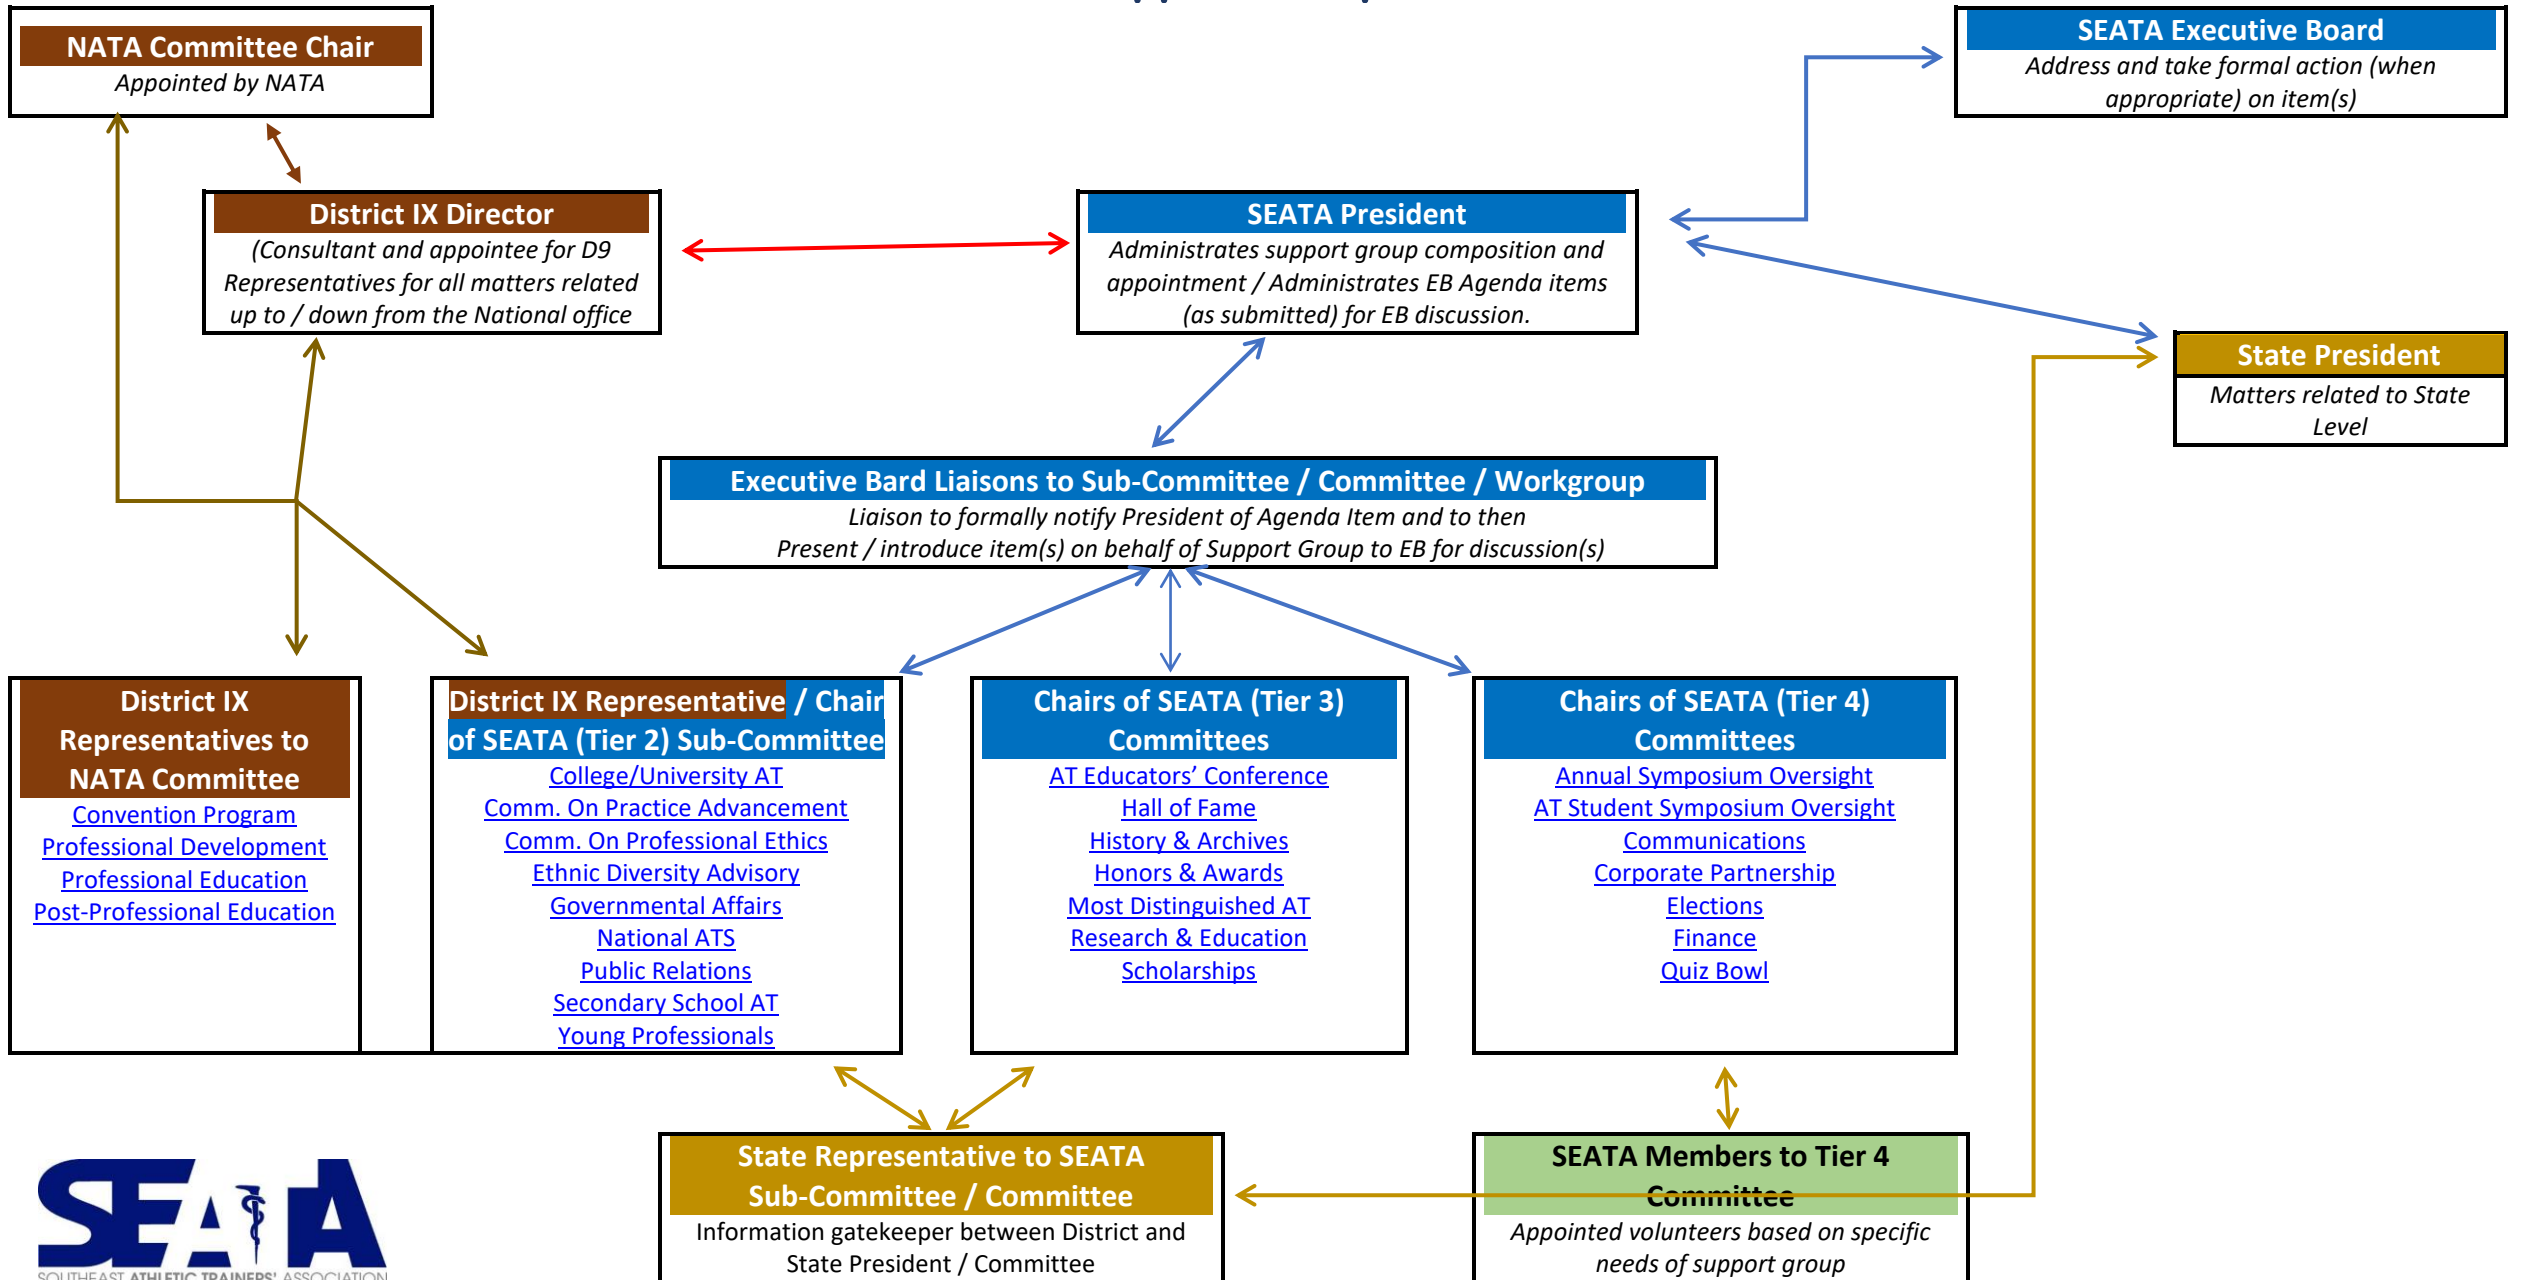 NATA Committee Chair
Appointed by NATA
SEATA Executive Board
Address and take formal action (when
appropriate) on item(s)
District IX Director
(Consultant and appointee for D9
Representatives for all matters related
up to / down from the National office
SEATA President
Administrates support group composition and
appointment / Administrates EB Agenda items
(as submitted) for EB discussion.
State President
Matters related to State
Level
Executive Bard Liaisons to Sub-Committee / Committee / Workgroup
Liaison to formally notify President of Agenda Item and to then
Present / introduce item(s) on behalf of Support Group to EB for discussion(s)
District IX
Representatives to
NATA Committee
Convention Program
Professional Development
Professional Education
Post-Professional Education
District IX Representative / Chair
of SEATA (Tier 2) Sub-Committee
College/University AT
Comm. On Practice Advancement
Comm. On Professional Ethics
Ethnic Diversity Advisory
Governmental Affairs
National ATS
Public Relations
Secondary School AT
Young Professionals
Chairs of SEATA (Tier 3)
Committees
AT Educators’ Conference
Hall of Fame
History & Archives
Honors & Awards
Most Distinguished AT
Research & Education
Scholarships
Chairs of SEATA (Tier 4)
Committees
Annual Symposium Oversight
AT Student Symposium Oversight
Communications
Corporate Partnership
Elections
Finance
Quiz Bowl
State Representative to SEATA
Sub-Committee / Committee
Information gatekeeper between District and
State President / Committee
SEATA Members to Tier 4
Committee
Appointed volunteers based on specific
needs of support group
SEATA
SOUTHEAST ATHLETIC TRAINERS' ASSOCIATION